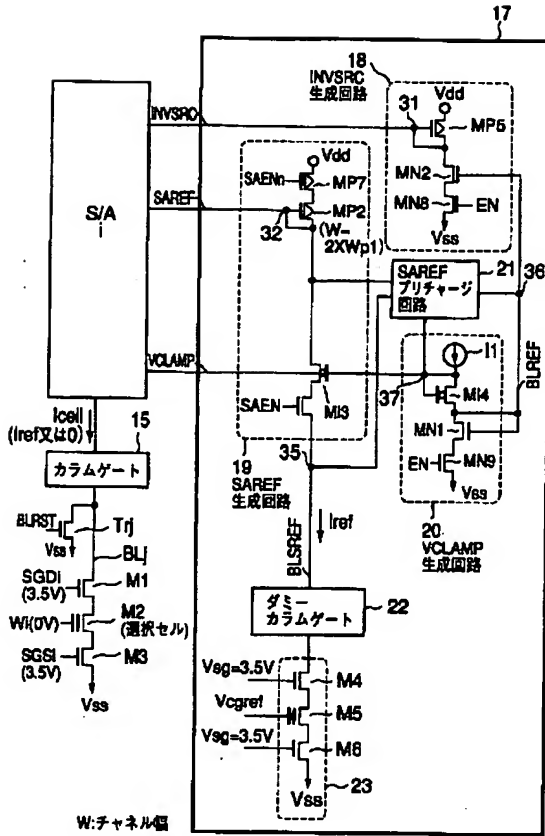 17
18
INVSRC
生成回路
Vdd
31
MP5
MN2
MN8
EN
Vss
INVSRC
Vdd
SAENn
MP7
SAREF
MP2
32
(W=
2XWp1)
S/A
i
SAREF
プリチャージ
回路
21
36
BLREF
I1
VCLAMP
37
MI3
MI4
MN1
SAEN
EN
MN9
Vss
19
SAREF
生成回路
35
20
VCLAMP
生成回路
Icell
(Iref又は0)
15
カラムゲート
BLRST
Trj
Vss
BLj
Iref
BLSREF
SGDI
(3.5V)
M1
Wi(0V)
M2
(選択セル)
SGSI
(3.5V)
M3
Vss
ダミー
カラムゲート
22
Vsg=3.5V
M4
Vcgref
M5
Vsg=3.5V
M6
Vss
23
W:チャネル幅